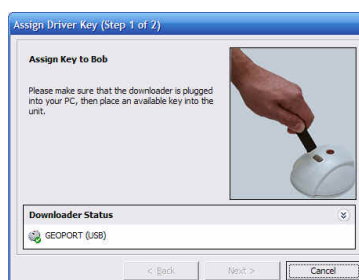 Assign Driver Key (Step 1 of 2)
Assign Key to Bob
Please make sure that the downloader is plugged
into your PC, then place an available key into the
unit.
Downloader Status
GEOPORT (USB)
< Back
Next >
Cancel